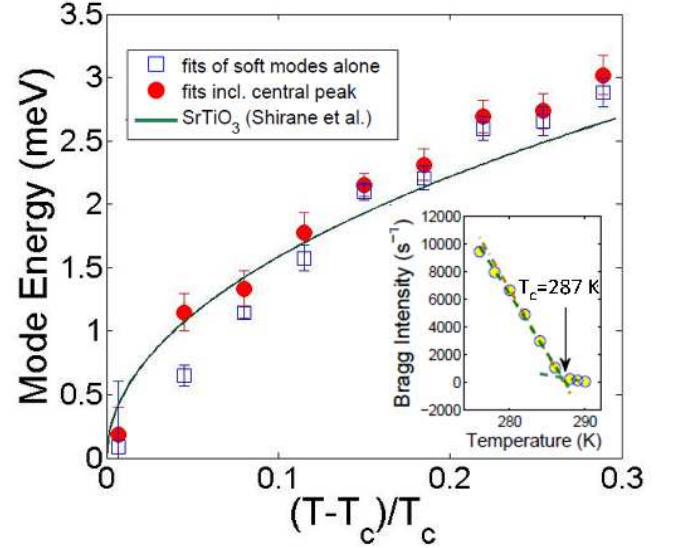 3.5
3
2.5
2
1.5
1
0.5
0
Mode Energy (meV)
fits of soft modes alone
fits incl. central peak
SrTiO3 (Shirane et al.)
12000
10000
8000
6000
4000
2000
0
−2000
Bragg Intensity (s−1)
Tc=287 K
280 290
Temperature (K)
0 0.1 0.2 0.3
(T-Tc)/Tc